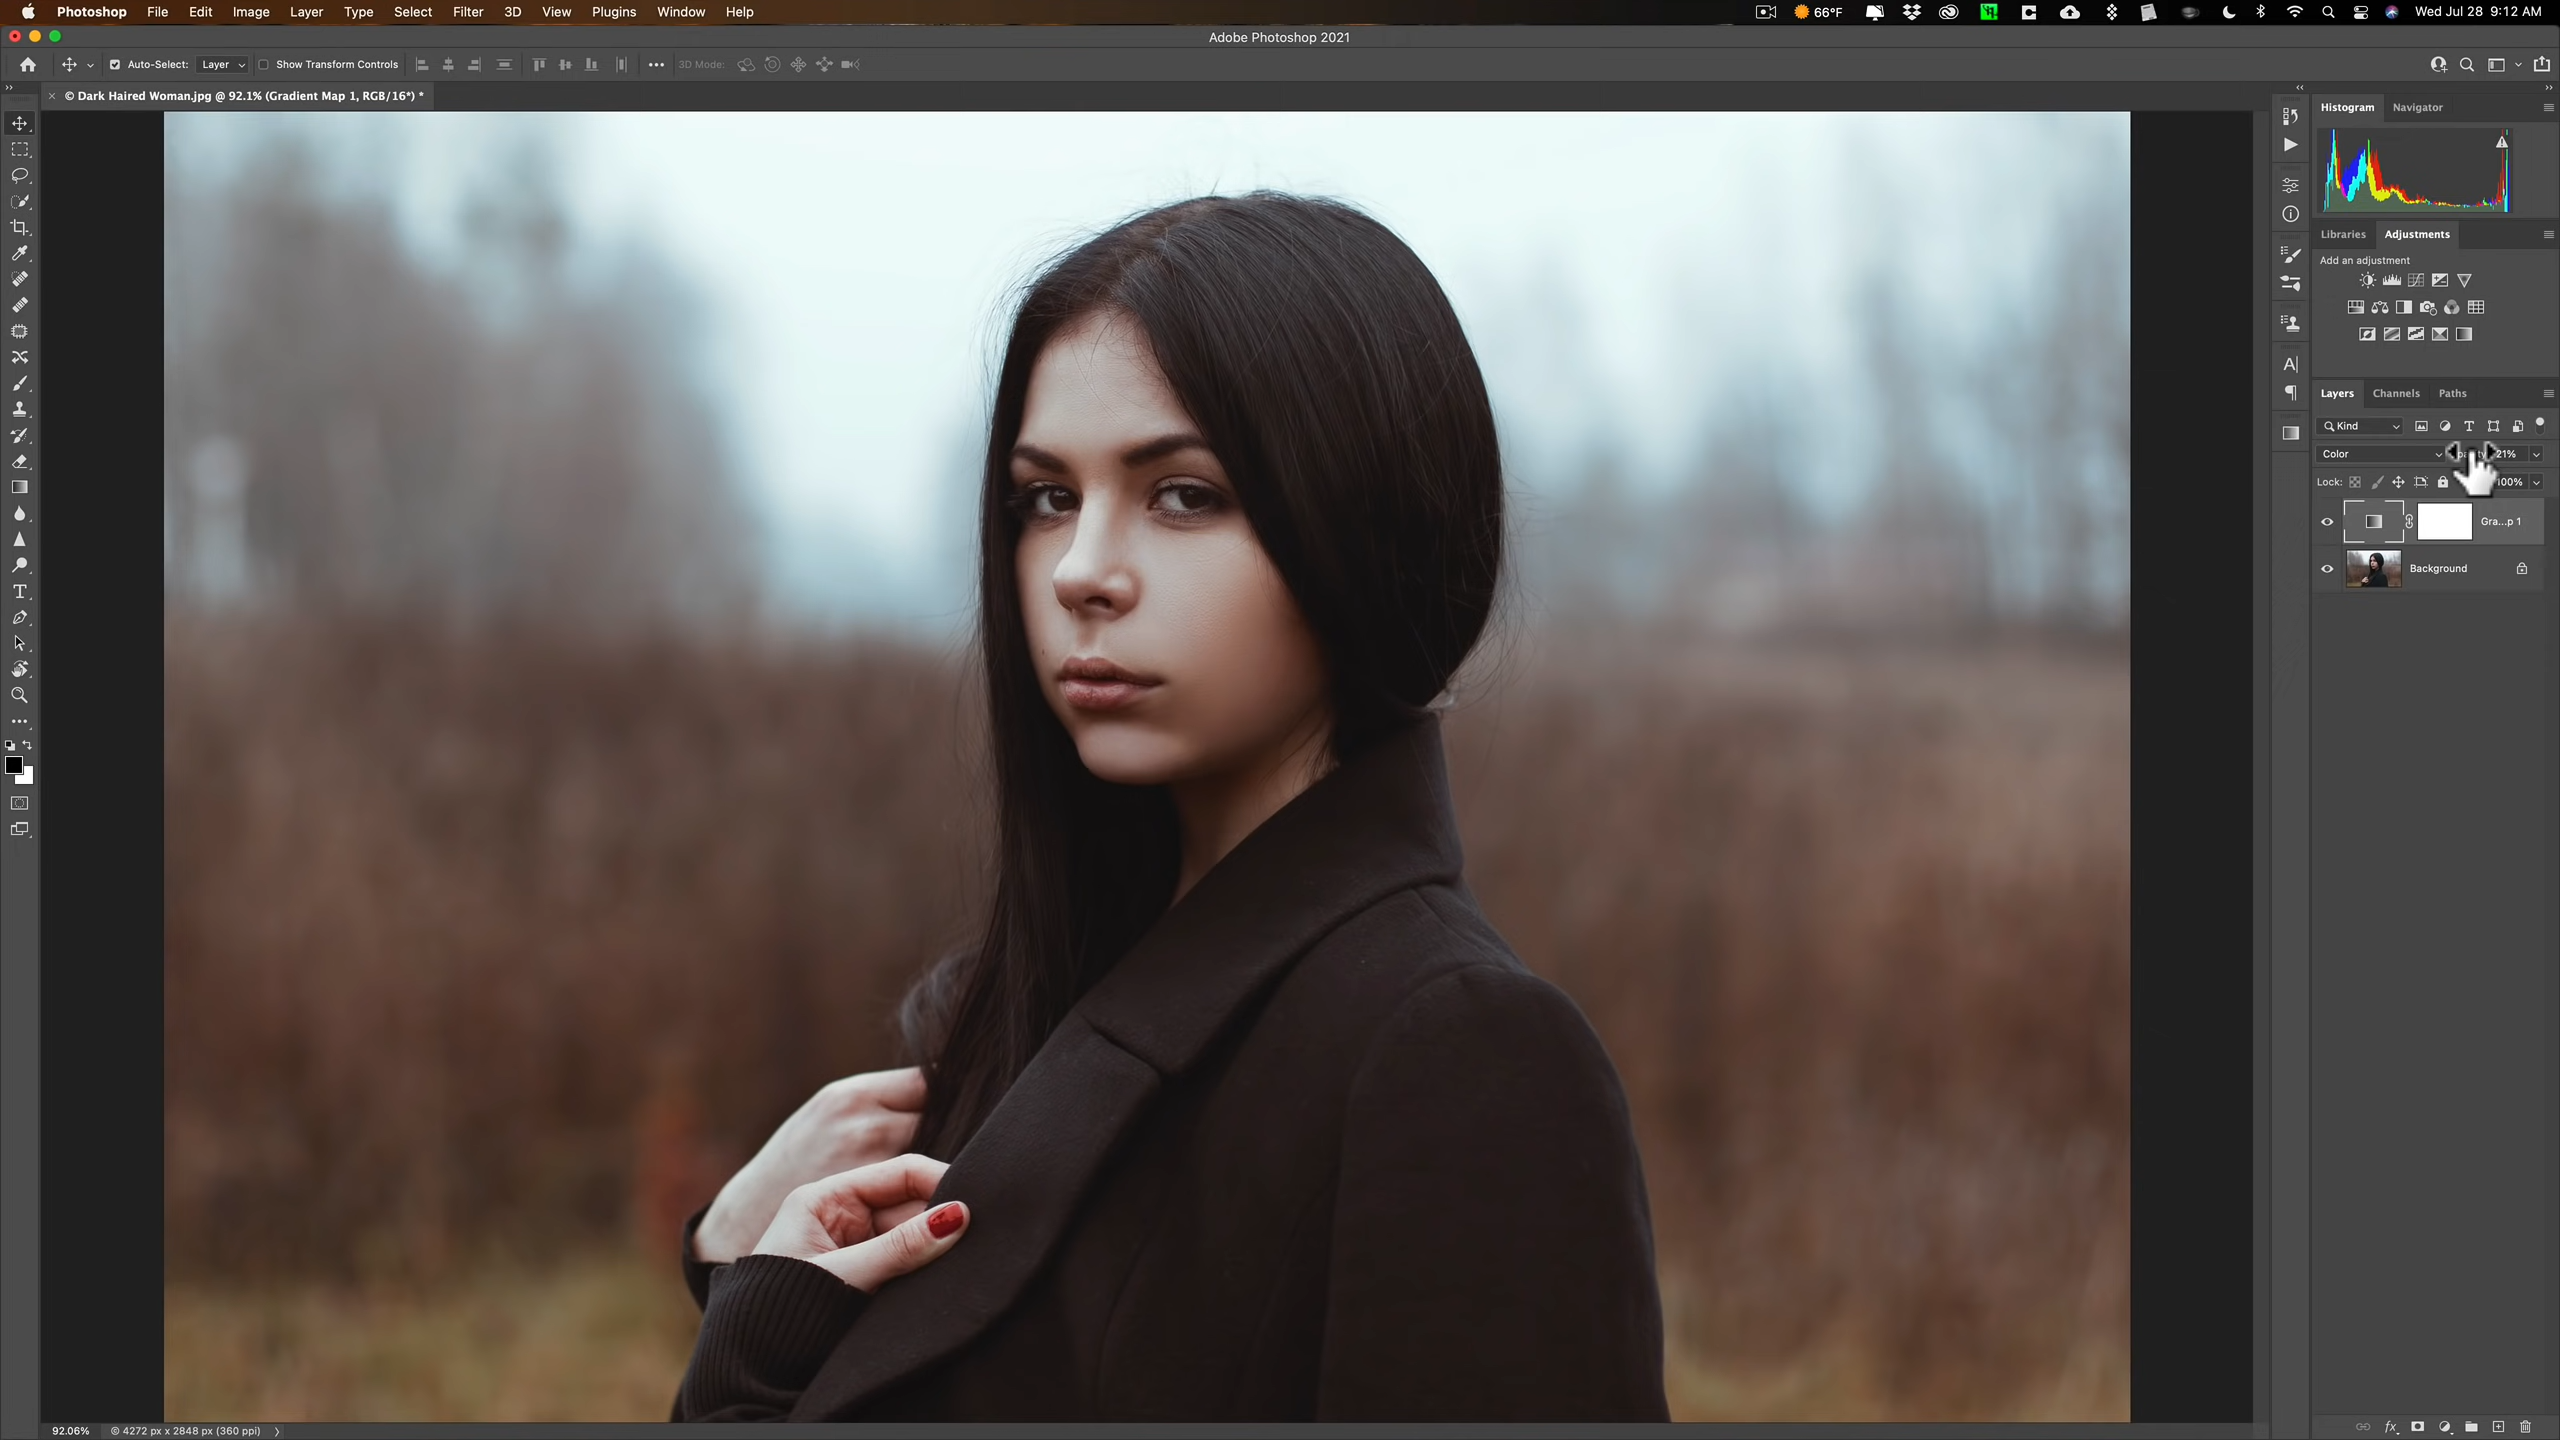 Photoshop File Edit Image Layer Type Select Filter 3D View Plugins Window Help 66°F Wed Jul 28 9:12 AM
Adobe Photoshop 2021
Auto-Select: Layer Show Transform Controls 3D Mode:
© Dark Haired Woman.jpg @ 92.1% (Gradient Map 1, RGB/16*) *
Histogram Navigator
Libraries Adjustments
Add an adjustment
Layers Channels Paths
Kind
Color 21%
Lock: 100%
Gra...p 1
Background
92.06% © 4272 px x 2848 px (360 ppi)